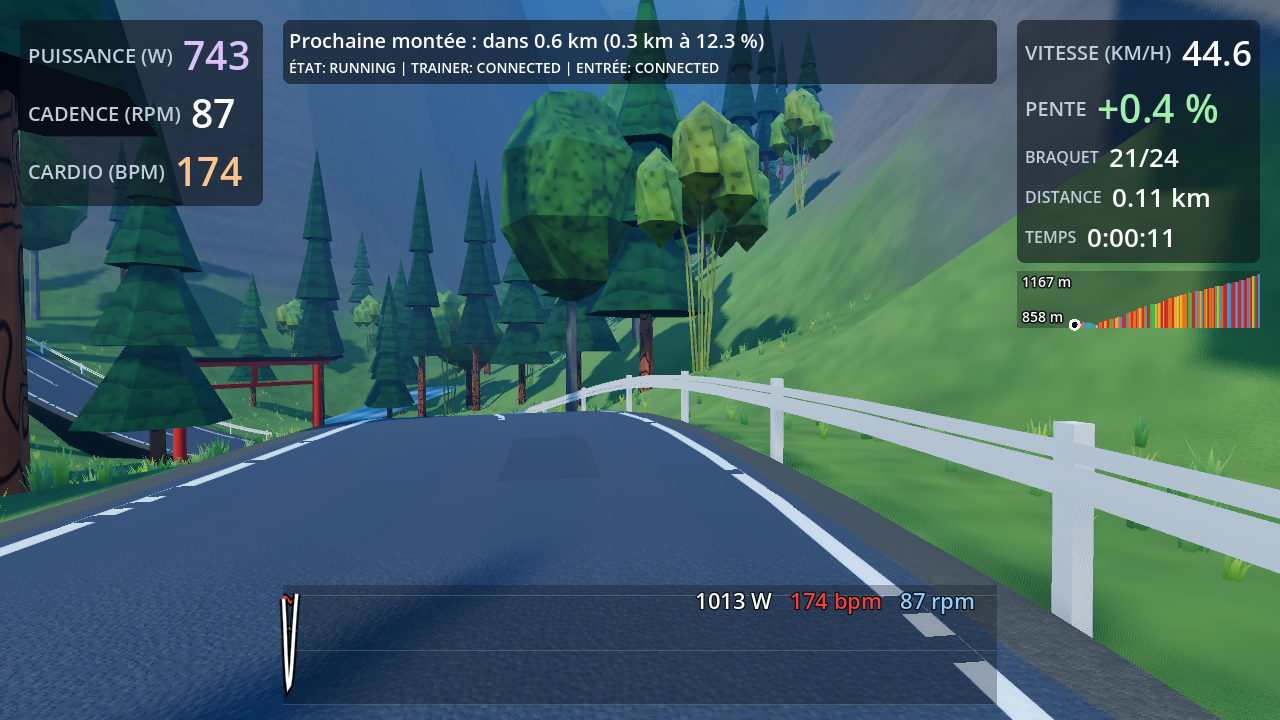 PUISSANCE (W) 743
CADENCE (RPM) 87
CARDIO (BPM) 174
Prochaine montée : dans 0.6 km (0.3 km à 12.3 %)
ÉTAT: RUNNING | TRAINER: CONNECTED | ENTRÉE: CONNECTED
VITESSE (KM/H) 44.6
PENTE +0.4 %
BRAQUET 21/24
DISTANCE 0.11 km
TEMPS 0:00:11
1167 m
858 m
1013 W 174 bpm 87 rpm